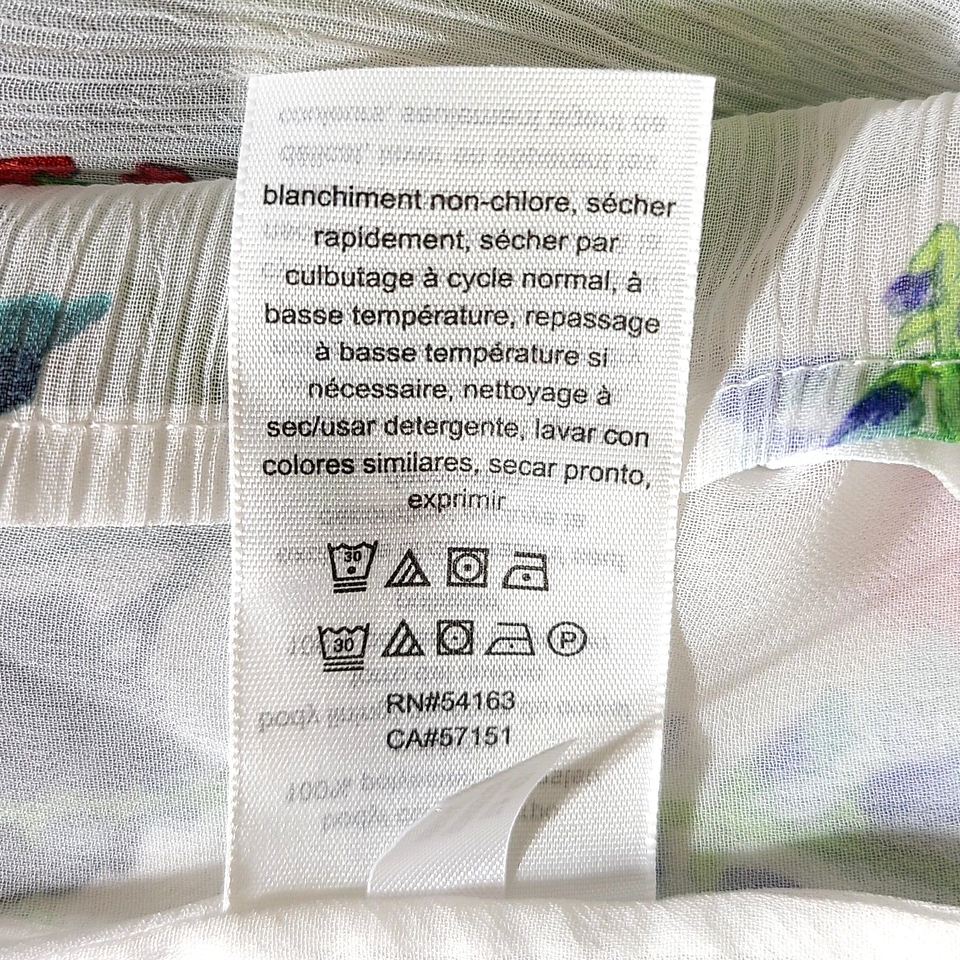 blanchiment non-chlore, sécher
rapidement, sécher par
culbutage à cycle normal, à
basse température, repassage
à basse température si
nécessaire, nettoyage à
sec/usar detergente, lavar con
colores similares, secar pronto,
exprimir
30
30 P
RN#54163
CA#57151